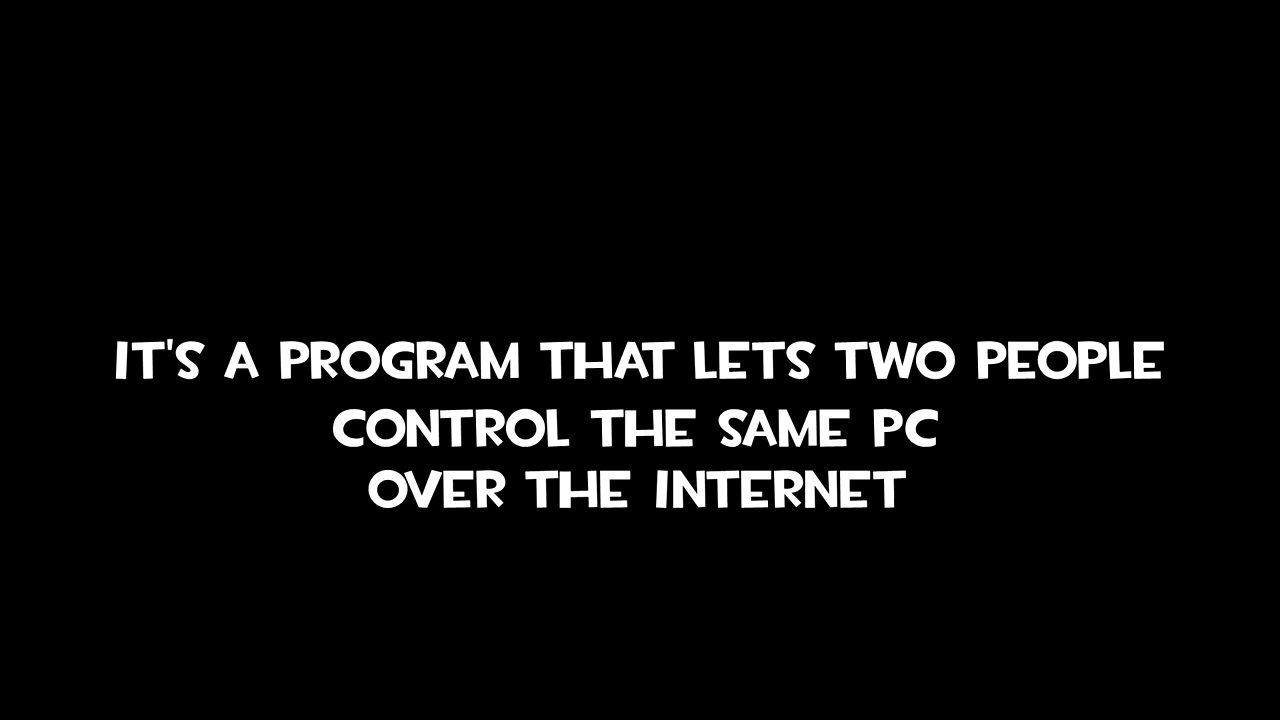 IT'S A PROGRAM THAT LETS TWO PEOPLE
CONTROL THE SAME PC
OVER THE INTERNET